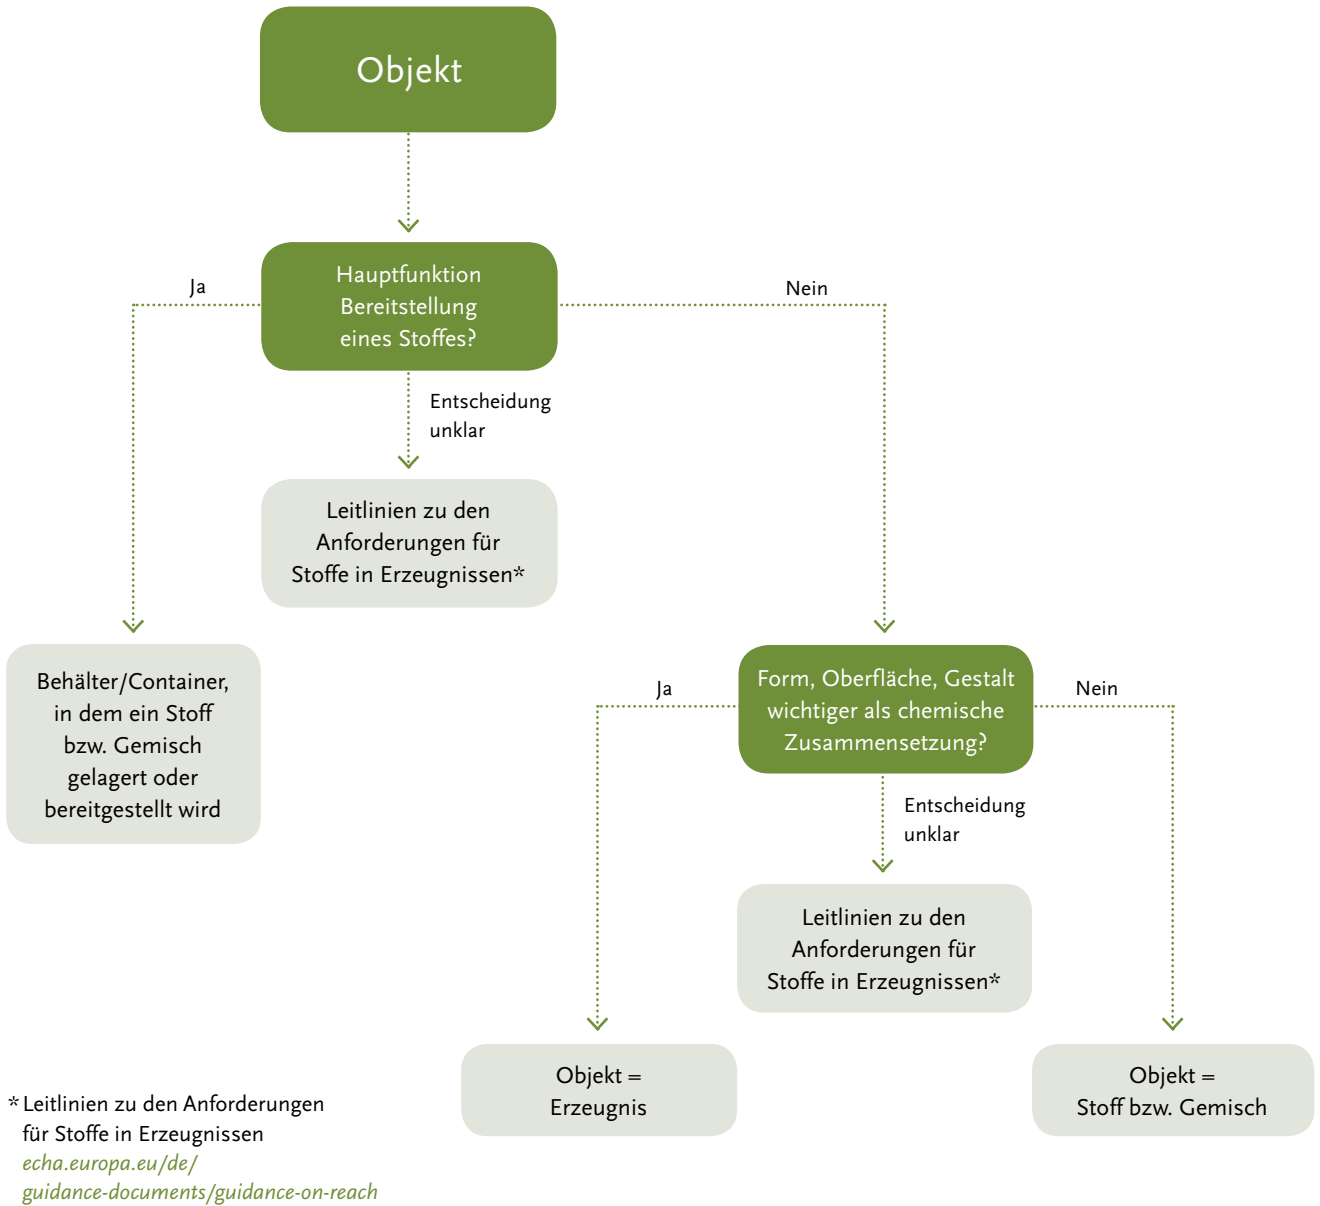 Objekt
Hauptfunktion
Bereitstellung
eines Stoffes?
Ja
Nein
Entscheidung
unklar
Leitlinien zu den
Anforderungen für
Stoffe in Erzeugnissen*
Behälter/Container,
in dem ein Stoff
bzw. Gemisch
gelagert oder
bereitgestellt wird
Form, Oberfläche, Gestalt
wichtiger als chemische
Zusammensetzung?
Ja
Nein
Entscheidung
unklar
Leitlinien zu den
Anforderungen für
Stoffe in Erzeugnissen*
Objekt =
Erzeugnis
Objekt =
Stoff bzw. Gemisch
* Leitlinien zu den Anforderungen
für Stoffe in Erzeugnissen
echa.europa.eu/de/
guidance-documents/guidance-on-reach